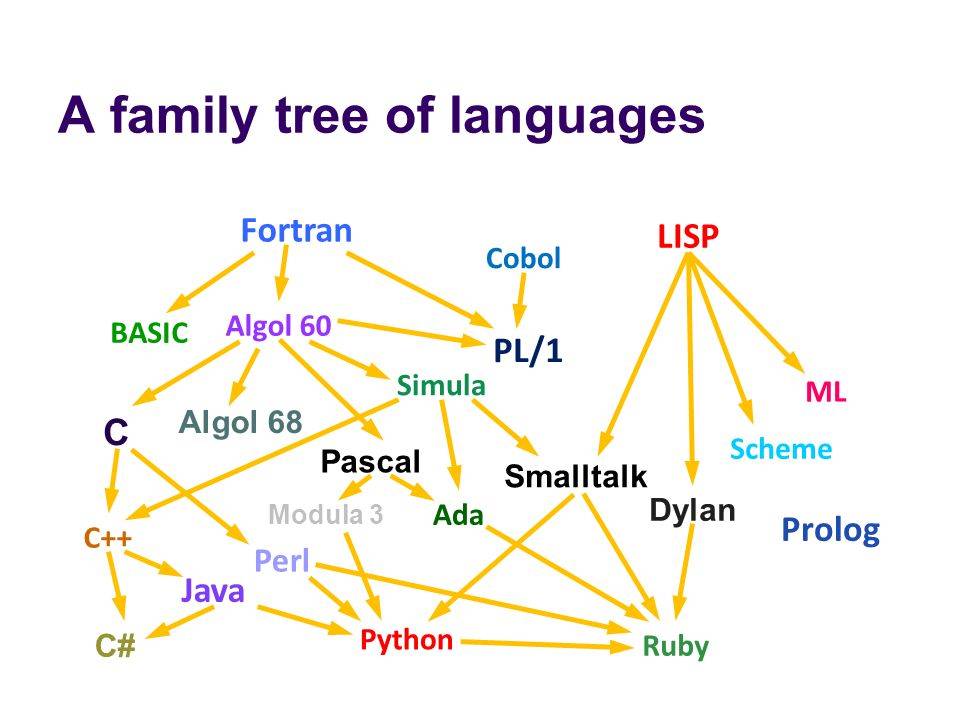 A family tree of languages
Fortran
LISP
Cobol
BASIC
Algol 60
PL/1
Simula
ML
C
Algol 68
Scheme
Pascal
Smalltalk
Modula 3
Ada
Dylan
Prolog
C++
Perl
Java
C#
Python
Ruby